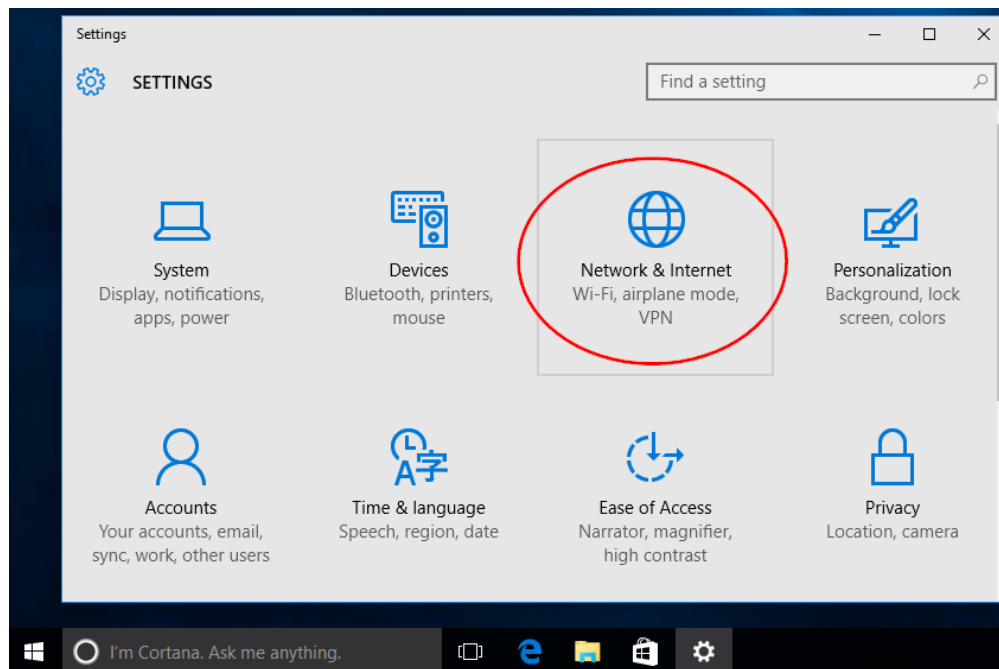 Settings
SETTINGS
Find a setting
System
Display, notifications,
apps, power
Devices
Bluetooth, printers,
mouse
Network & Internet
Wi-Fi, airplane mode,
VPN
Personalization
Background, lock
screen, colors
Accounts
Your accounts, email,
sync, work, other users
A字
Time & language
Speech, region, date
Ease of Access
Narrator, magnifier,
high contrast
Privacy
Location, camera
I'm Cortana. Ask me anything.